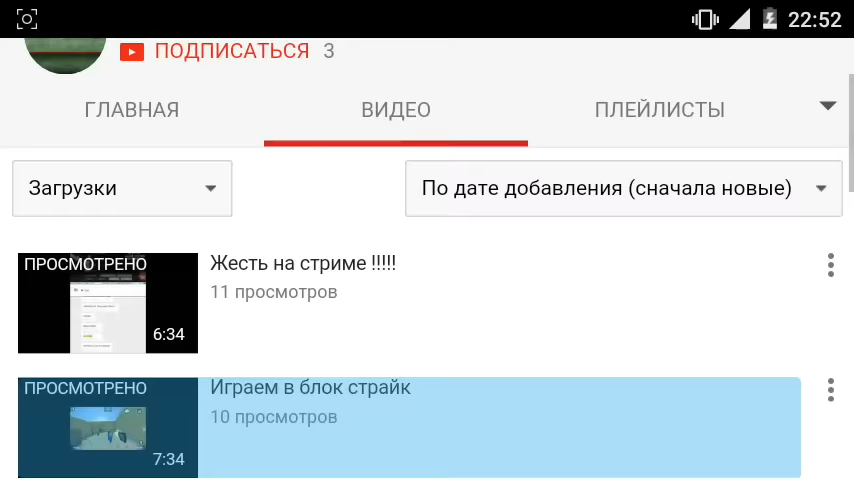 22:52
ПОДПИСАТЬСЯ 3
ГЛАВНАЯ ВИДЕО ПЛЕЙЛИСТЫ
Загрузки По дате добавления (сначала новые)
ПРОСМОТРЕНО Жесть на стриме !!!!!
11 просмотров
6:34
ПРОСМОТРЕНО Играем в блок страйк
10 просмотров
7:34